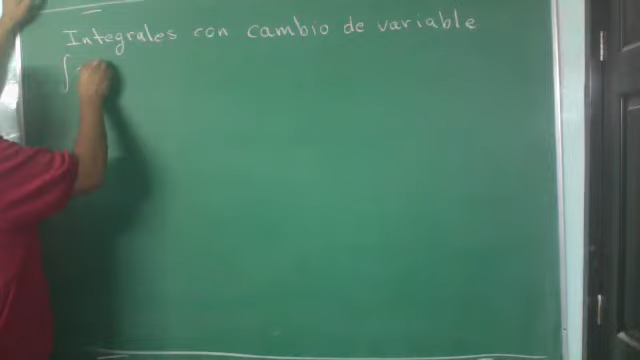 Integrales con cambio de variable
∫